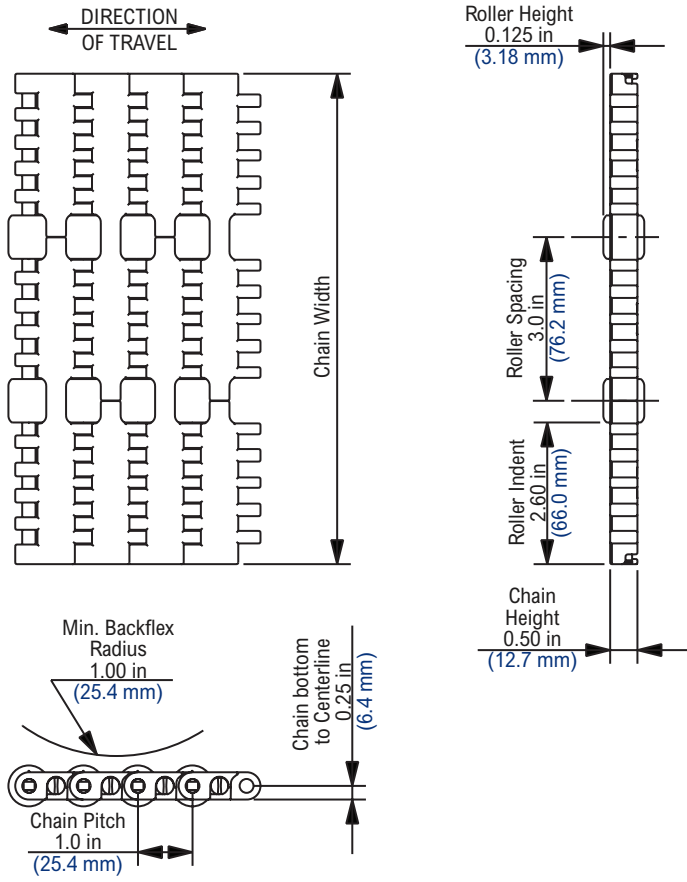 DIRECTION
OF TRAVEL
Roller Height
0.125 in
(3.18 mm)
Chain Width
Roller Spacing
3.0 in
(76.2 mm)
Roller Indent
2.60 in
(66.0 mm)
Chain
Height
0.50 in
(12.7 mm)
Min. Backflex
Radius
1.00 in
(25.4 mm)
Chain bottom
to Centerline
0.25 in
(6.4 mm)
Chain Pitch
1.0 in
(25.4 mm)